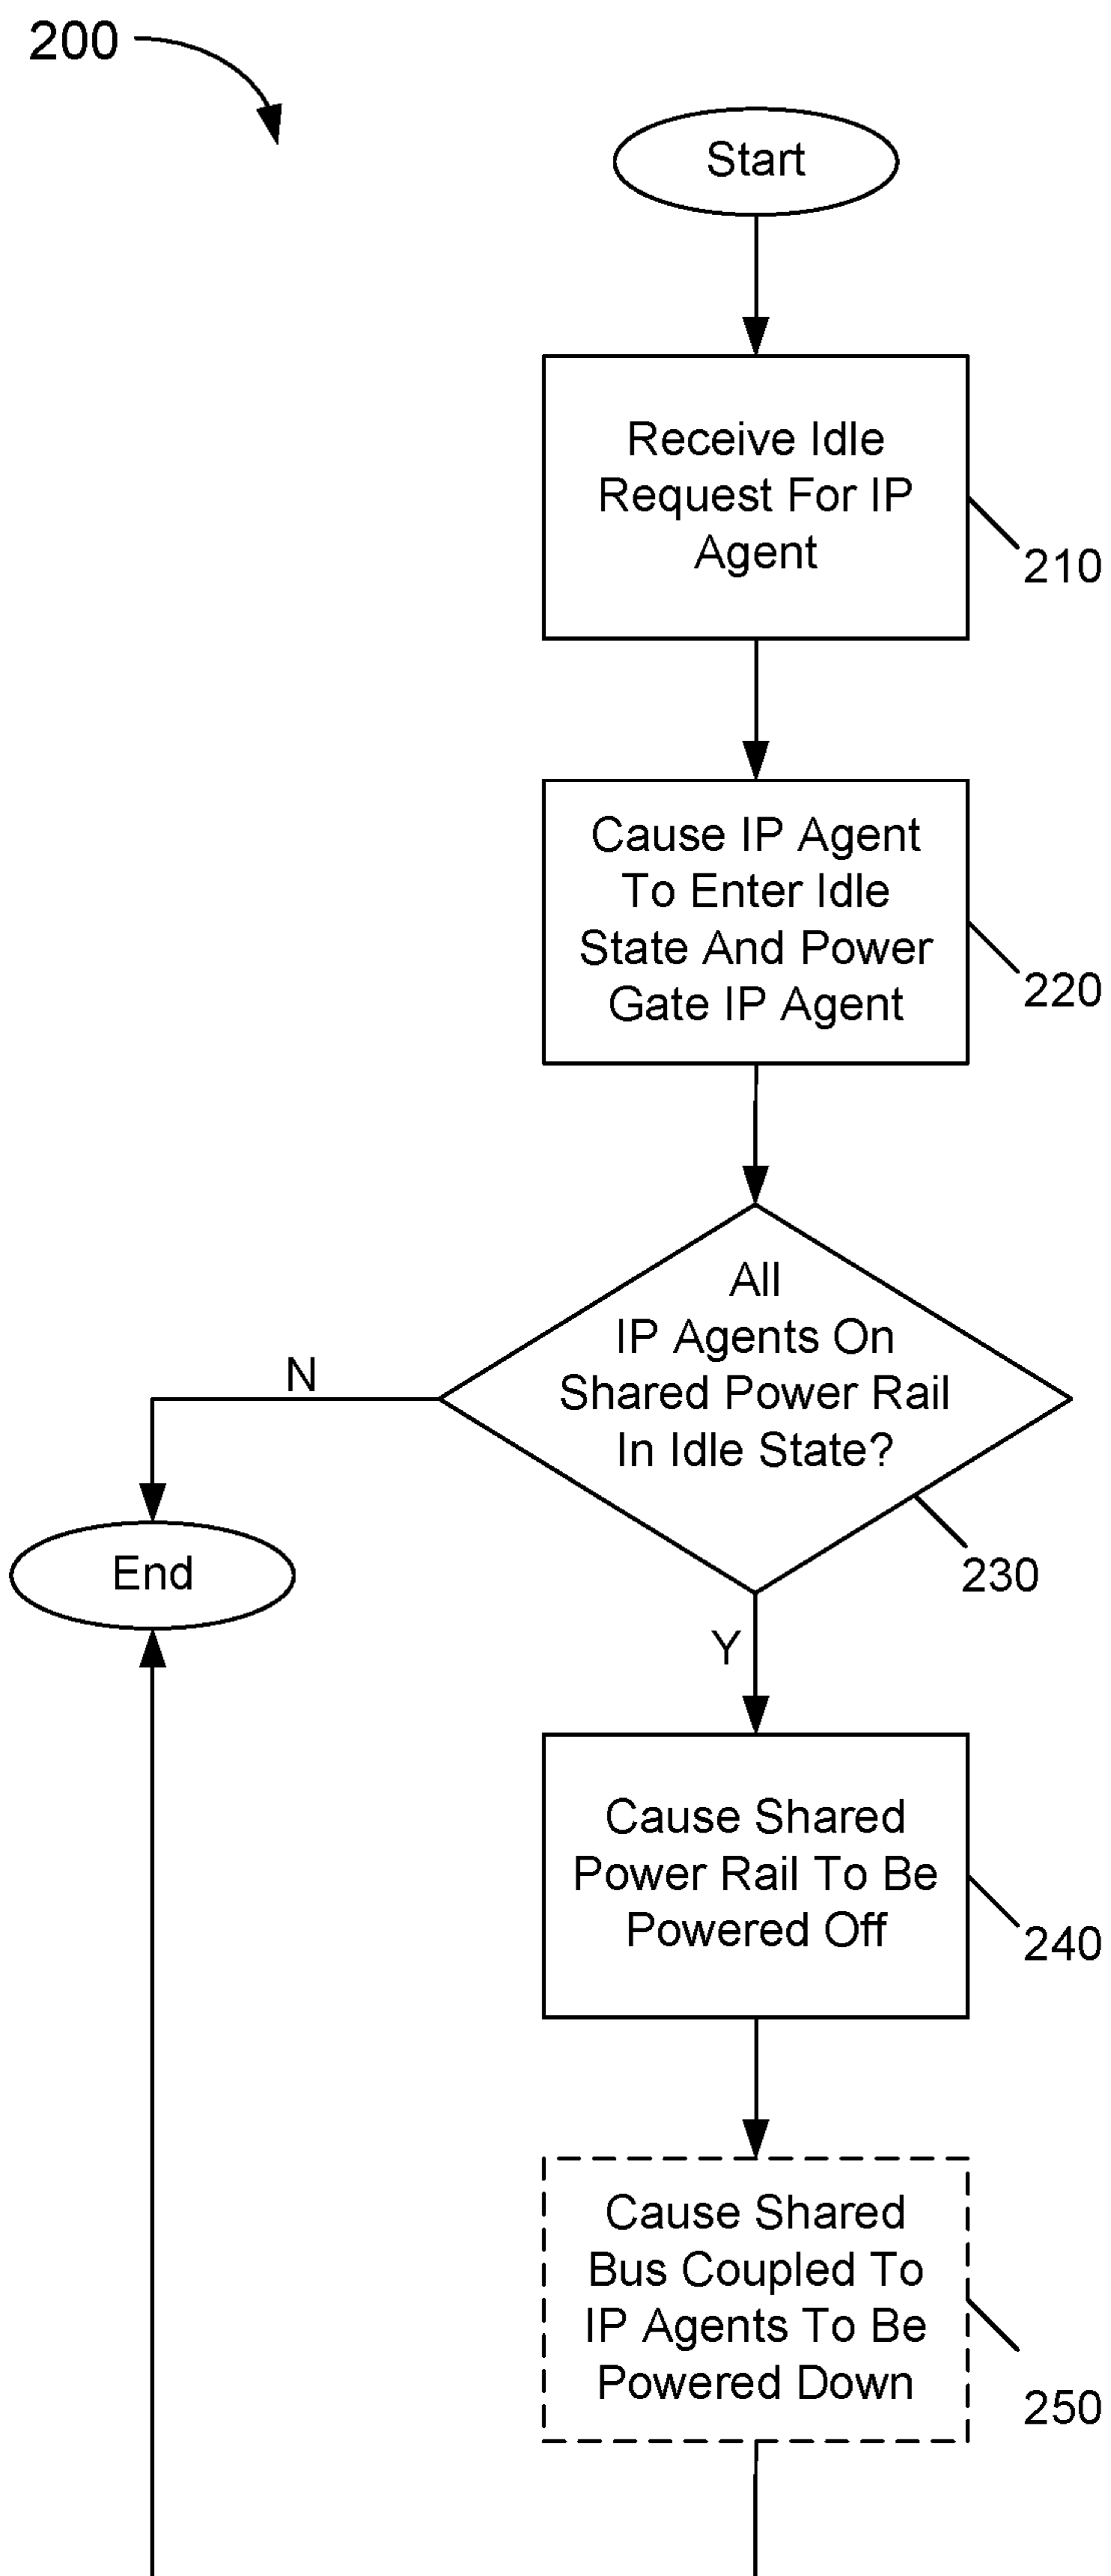 200
Start
Receive Idle
Request For IP
Agent
210
Cause IP Agent
To Enter Idle
State And Power
Gate IP Agent
220
All
IP Agents On
Shared Power Rail
In Idle State?
230
N
End
Y
Cause Shared
Power Rail To Be
Powered Off
240
Cause Shared
Bus Coupled To
IP Agents To Be
Powered Down
250